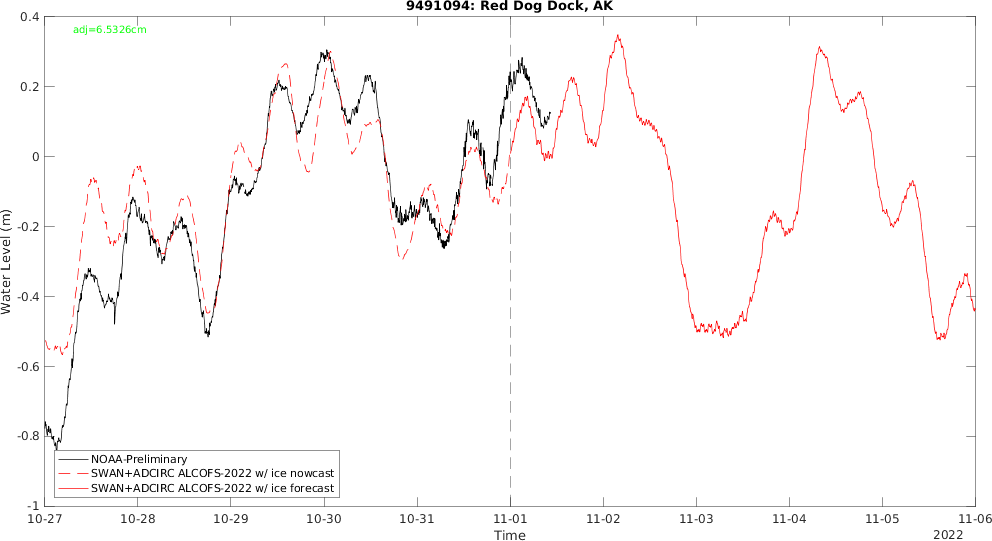 9491094: Red Dog Dock, AK
adj=6.5326cm
0.4
0.2
0
-0.2
-0.4
-0.6
-0.8
-1
Water Level (m)
NOAA-Preliminary
SWAN+ADCIRC ALCOFS-2022 w/ ice nowcast
SWAN+ADCIRC ALCOFS-2022 w/ ice forecast
10-27 10-28 10-29 10-30 10-31 11-01 11-02 11-03 11-04 11-05 11-06
Time
2022